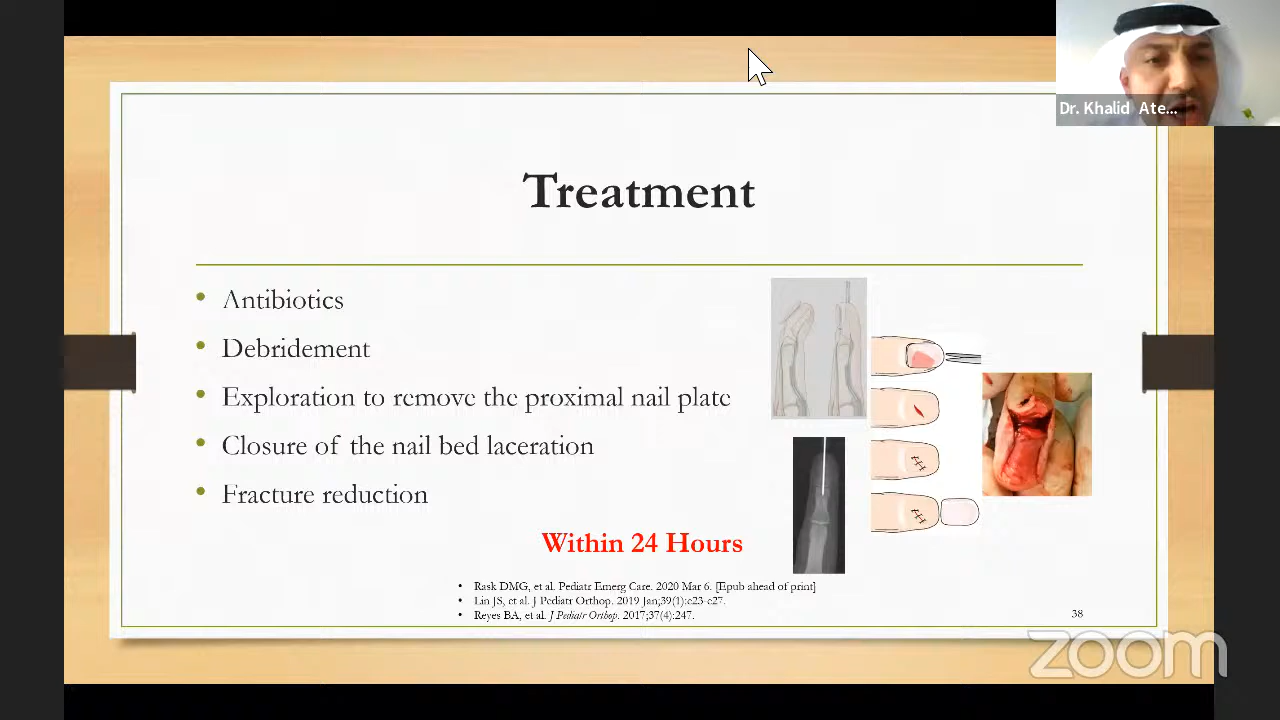 Dr. Khalid Ate...
Treatment
• Antibiotics
• Debridement
• Exploration to remove the proximal nail plate
• Closure of the nail bed laceration
• Fracture reduction
Within 24 Hours
• Rask DMG, et al. Pediatr Emerg Care. 2020 Mar 6. [Epub ahead of print]
• Lin JS, et al. J Pediatr Orthop. 2019 Jan;39(1):e23-e27.
• Reyes BA, et al. J Pediatr Orthop. 2017;37(4):247.
38
zoom